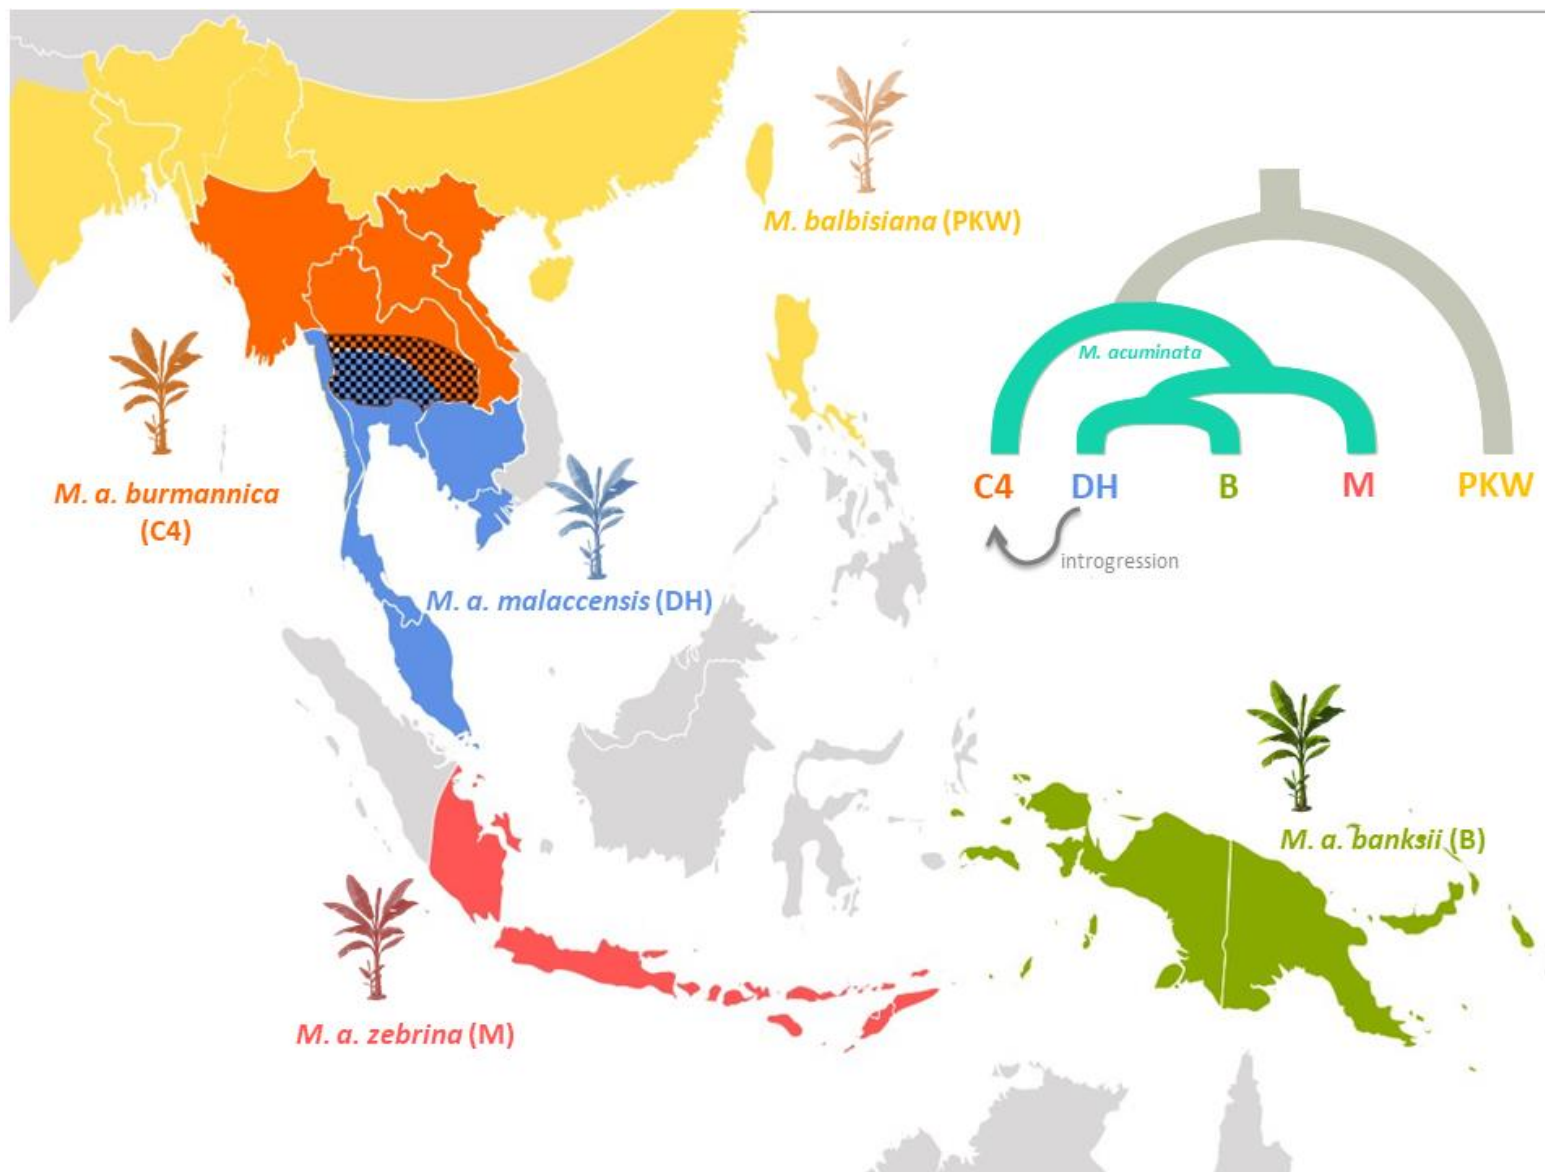 M. balbisiana (PKW)
M. acuminata
C4 DH B M PKW
introgression
M. a. burmannica
(C4)
M. a. malaccensis (DH)
M. a. banksii (B)
M. a. zebrina (M)